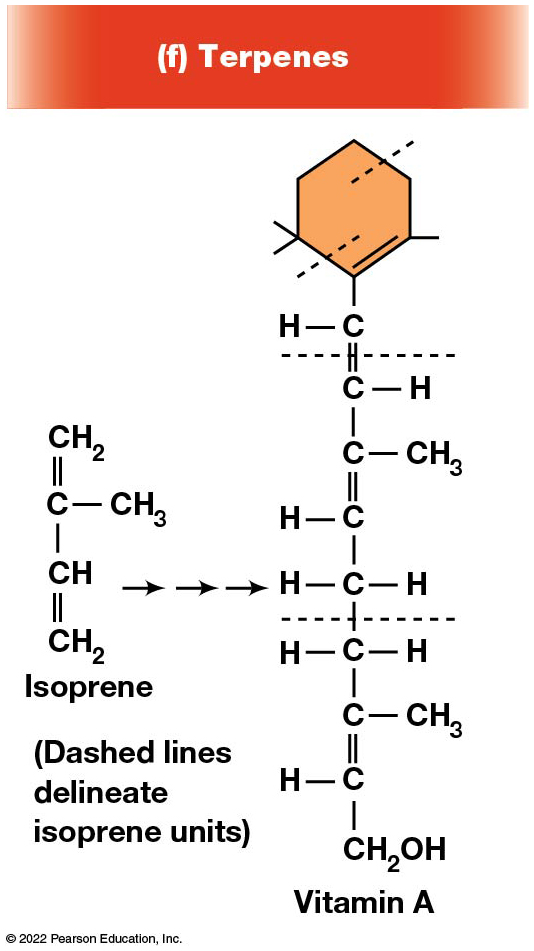 (f) Terpenes
H—C
C—H
C—CH3
H—C
H—C—H
H—C—H
C—CH3
H—C
CH2OH
Vitamin A
CH2
C—CH3
CH
CH2
Isoprene
(Dashed lines
delineate
isoprene units)
© 2022 Pearson Education, Inc.